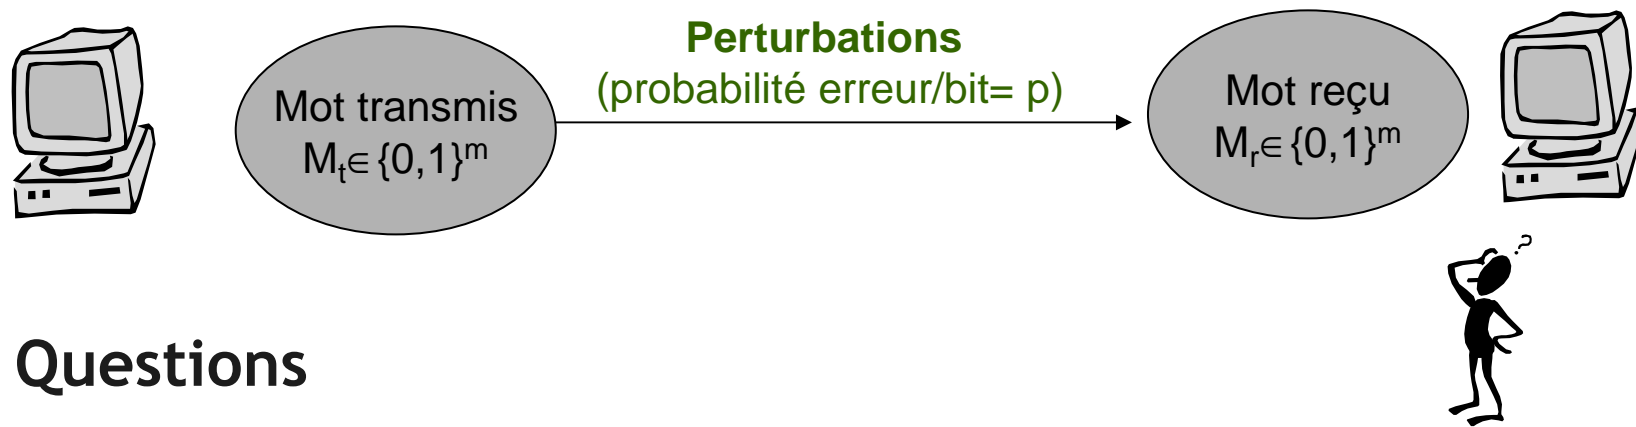 Perturbations
(probabilité erreur/bit= p)
Mot transmis
Mₜ∈{0,1}ᵐ
Mot reçu
Mᵣ∈{0,1}ᵐ
?
Questions